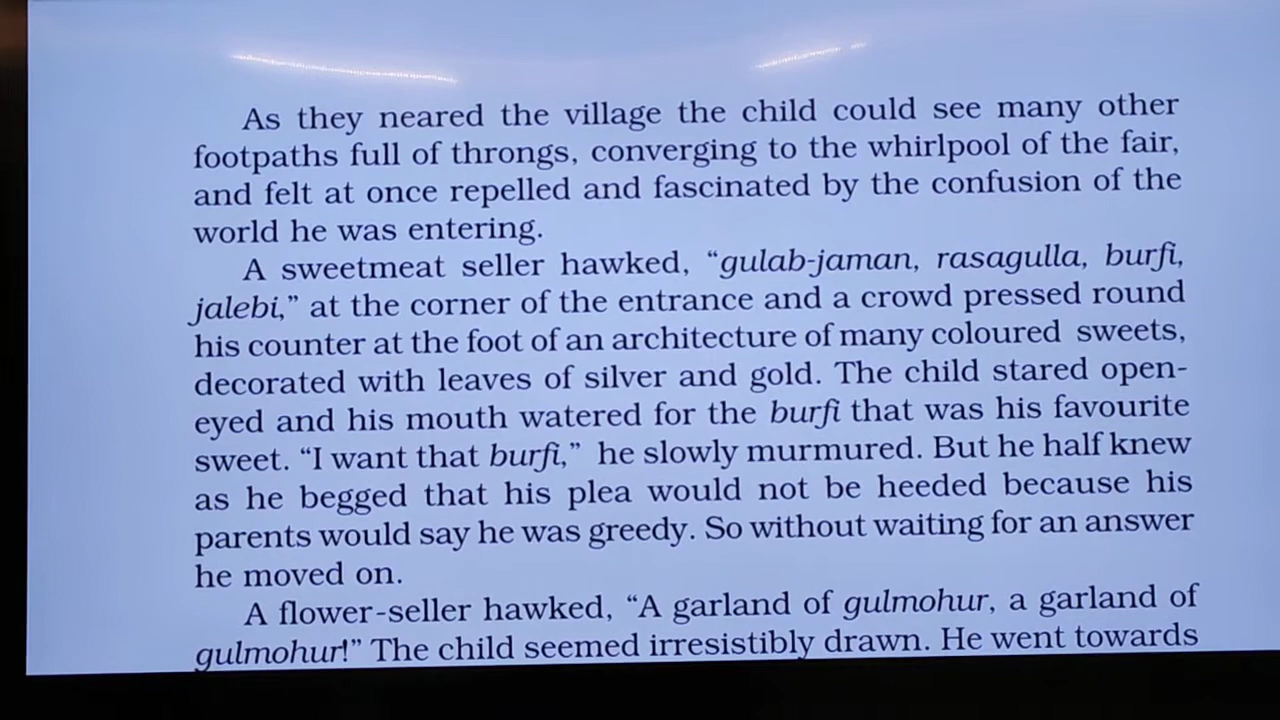 As they neared the village the child could see many other
footpaths full of throngs, converging to the whirlpool of the fair,
and felt at once repelled and fascinated by the confusion of the
world he was entering.
A sweetmeat seller hawked, “gulab-jaman, rasagulla, burfi,
jalebi,” at the corner of the entrance and a crowd pressed round
his counter at the foot of an architecture of many coloured sweets,
decorated with leaves of silver and gold. The child stared open-
eyed and his mouth watered for the burfi that was his favourite
sweet. “I want that burfi,” he slowly murmured. But he half knew
as he begged that his plea would not be heeded because his
parents would say he was greedy. So without waiting for an answer
he moved on.
A flower-seller hawked, “A garland of gulmohur, a garland of
gulmohur!” The child seemed irresistibly drawn. He went towards